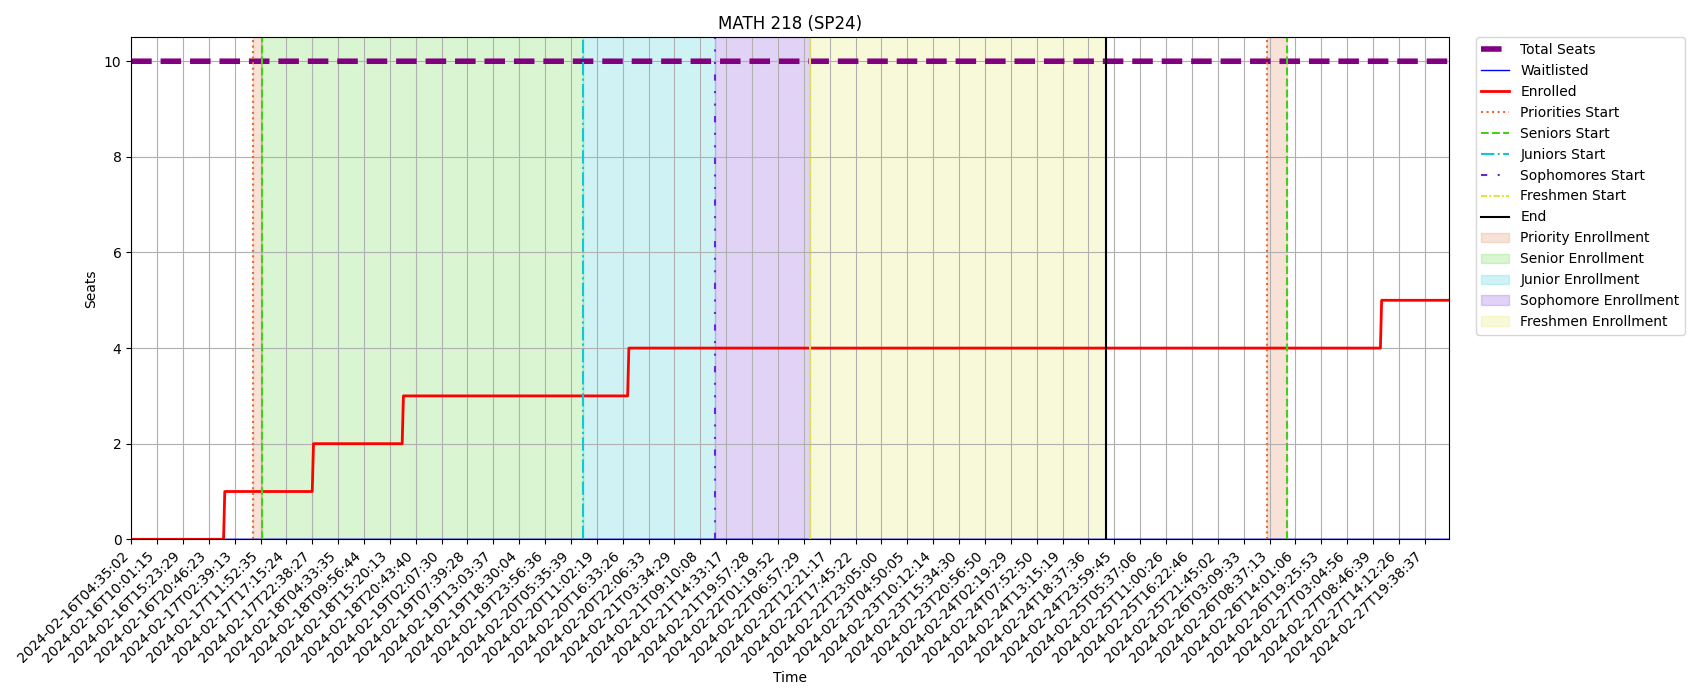 MATH 218 (SP24)
Seats
10
8
6
4
2
0
2024-02-16T04:35:02
2024-02-16T10:01:15
2024-02-16T15:23:29
2024-02-16T20:46:23
2024-02-17T02:39:13
2024-02-17T11:52:35
2024-02-17T17:15:24
2024-02-17T22:38:27
2024-02-18T04:33:35
2024-02-18T09:56:44
2024-02-18T15:20:13
2024-02-18T20:43:40
2024-02-19T02:07:30
2024-02-19T07:39:28
2024-02-19T13:03:37
2024-02-19T18:30:04
2024-02-19T23:56:36
2024-02-20T05:35:39
2024-02-20T11:02:19
2024-02-20T16:33:26
2024-02-20T22:06:33
2024-02-21T03:34:29
2024-02-21T09:10:08
2024-02-21T14:33:17
2024-02-21T19:57:28
2024-02-22T01:19:52
2024-02-22T06:57:29
2024-02-22T12:21:17
2024-02-22T17:45:22
2024-02-22T23:05:00
2024-02-23T04:50:05
2024-02-23T10:12:14
2024-02-23T15:34:30
2024-02-23T20:56:50
2024-02-24T02:19:29
2024-02-24T07:52:50
2024-02-24T13:15:19
2024-02-24T18:37:36
2024-02-24T23:59:45
2024-02-25T05:37:06
2024-02-25T11:00:26
2024-02-25T16:22:46
2024-02-25T21:45:02
2024-02-26T03:09:33
2024-02-26T08:37:13
2024-02-26T14:01:06
2024-02-26T19:25:53
2024-02-27T03:04:56
2024-02-27T08:46:39
2024-02-27T14:12:26
2024-02-27T19:38:37
Time
Total Seats
Waitlisted
Enrolled
Priorities Start
Seniors Start
Juniors Start
Sophomores Start
Freshmen Start
End
Priority Enrollment
Senior Enrollment
Junior Enrollment
Sophomore Enrollment
Freshmen Enrollment